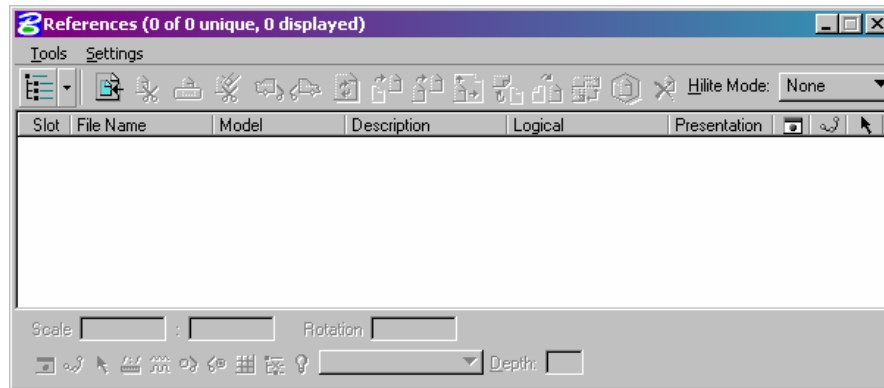 References (0 of 0 unique, 0 displayed)
Tools Settings
Hilite Mode: None
Slot File Name Model Description Logical Presentation
Scale : Rotation
Depth: